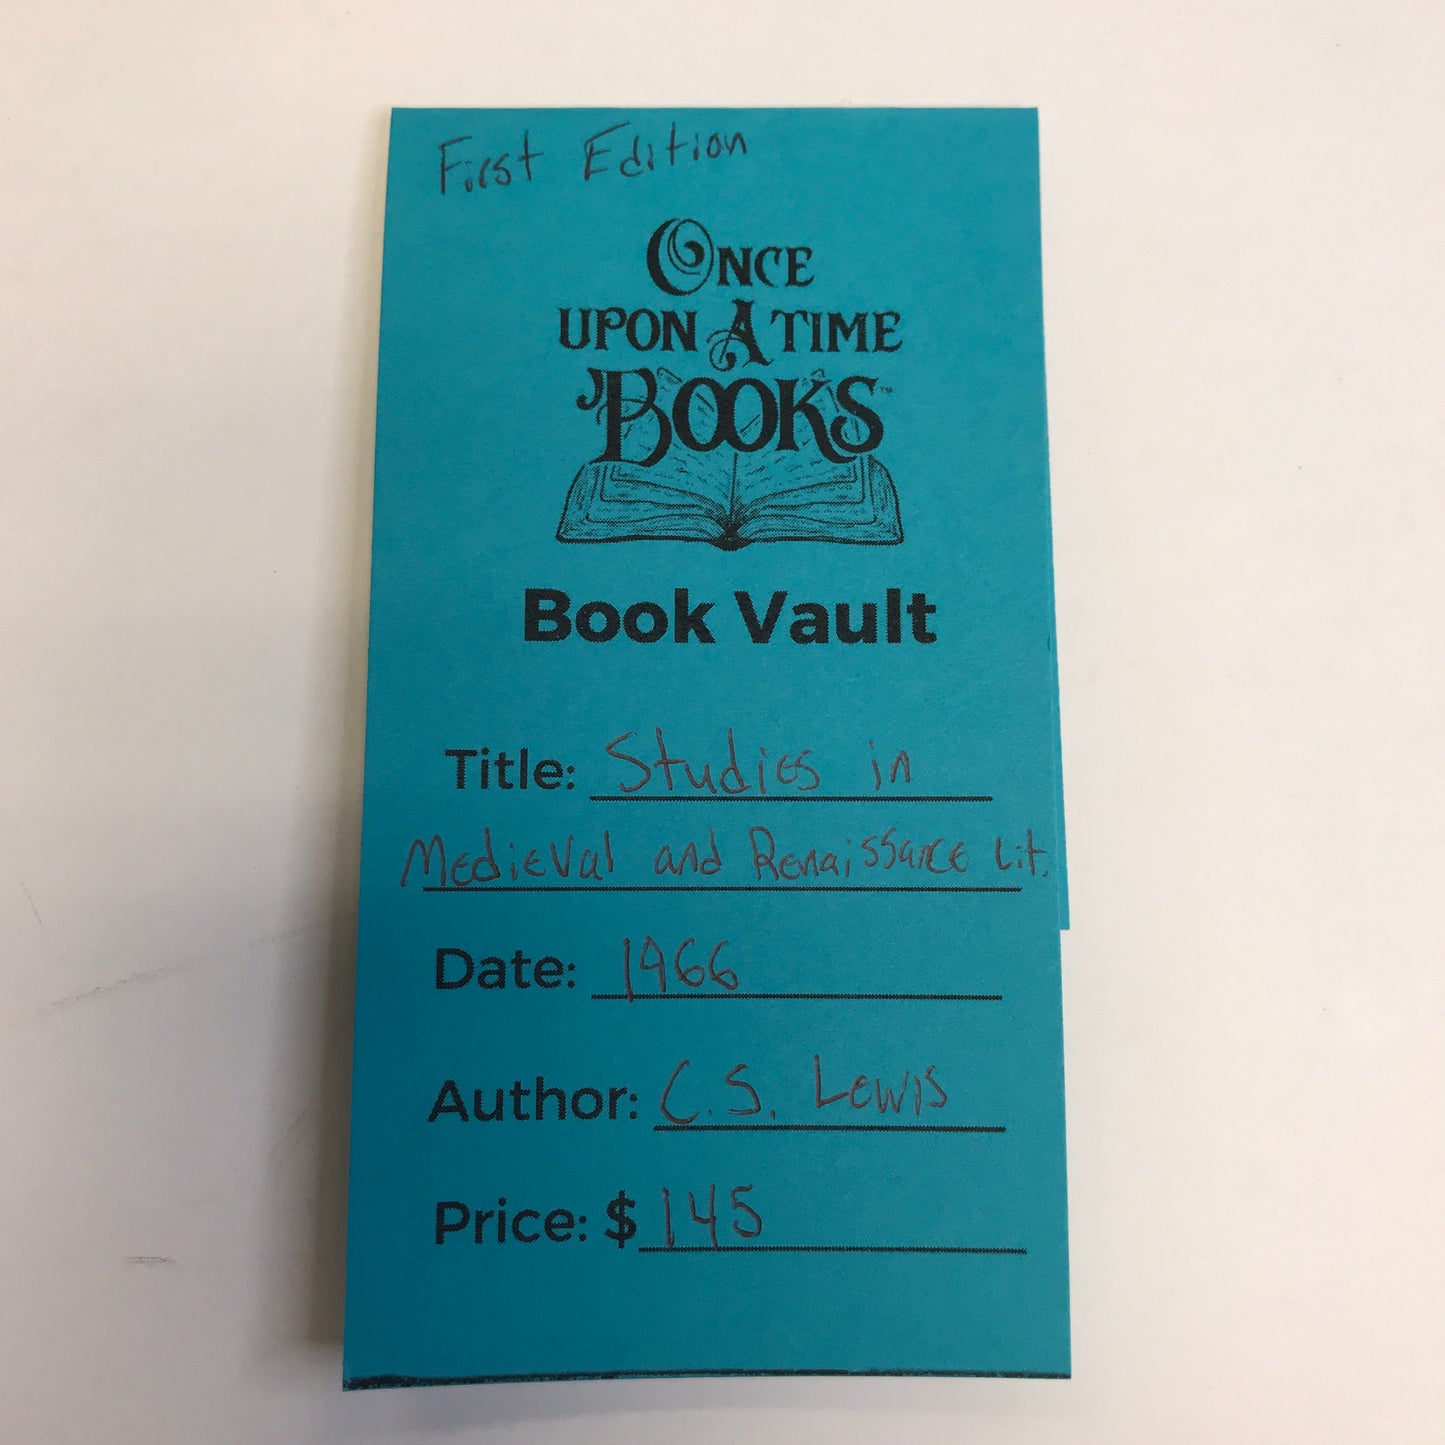 First Edition
ONCE
UPON A TIME
BOOKS™
Book Vault
Title: Studies in
Medieval and Renaissance Lit.
Date: 1966
Author: C.S. Lewis
Price: $ 145